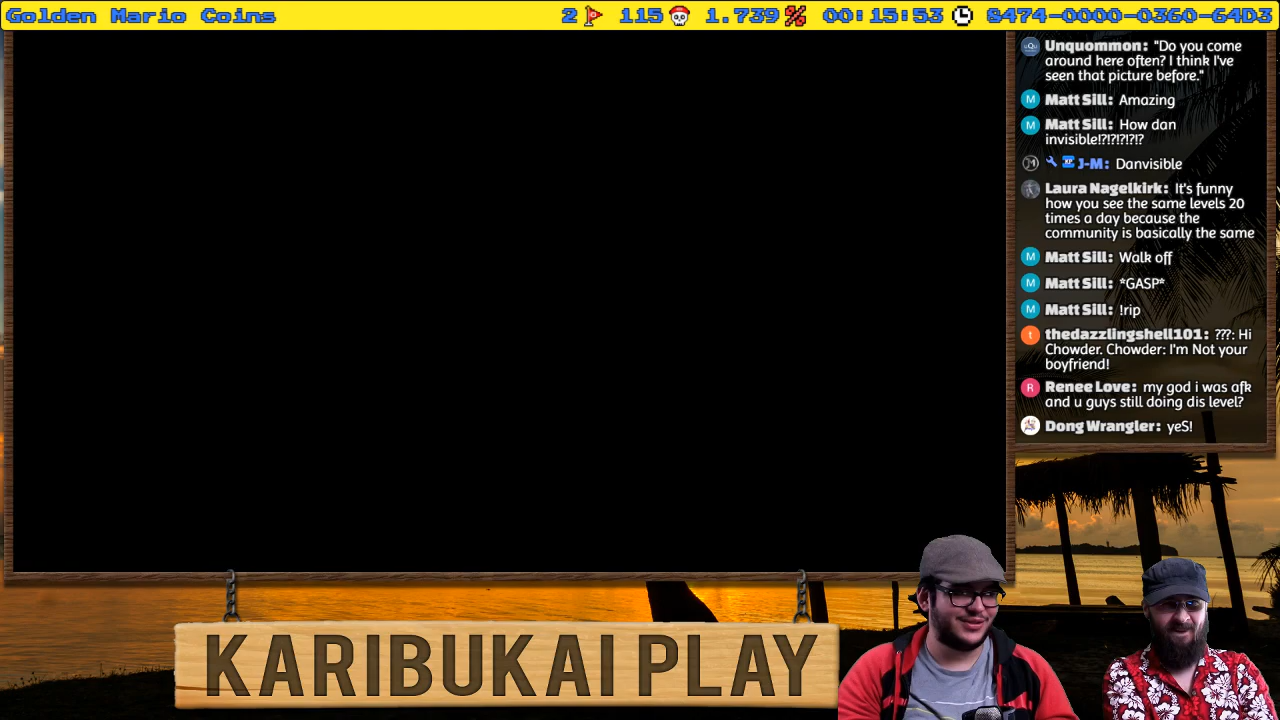 Golden Mario Coins 2 115 1.739% 00:15:53 8474-0000-0360-64D3
Unquommon: "Do you come
around here often? I think I've
seen that picture before."
Matt Sill: Amazing
Matt Sill: How dan
invisible!?!?!?!?!?
J-M: Danvisible
Laura Nagelkirk: It's funny
how you see the same levels 20
times a day because the
community is basically the same
Matt Sill: Walk off
Matt Sill: *GASP*
Matt Sill: !rip
thedazzlingshell101: ???: Hi
Chowder. Chowder: I'm Not your
boyfriend!
Renee Love: my god i was afk
and u guys still doing dis level?
Dong Wrangler: yeS!
KARIBUKAI PLAY